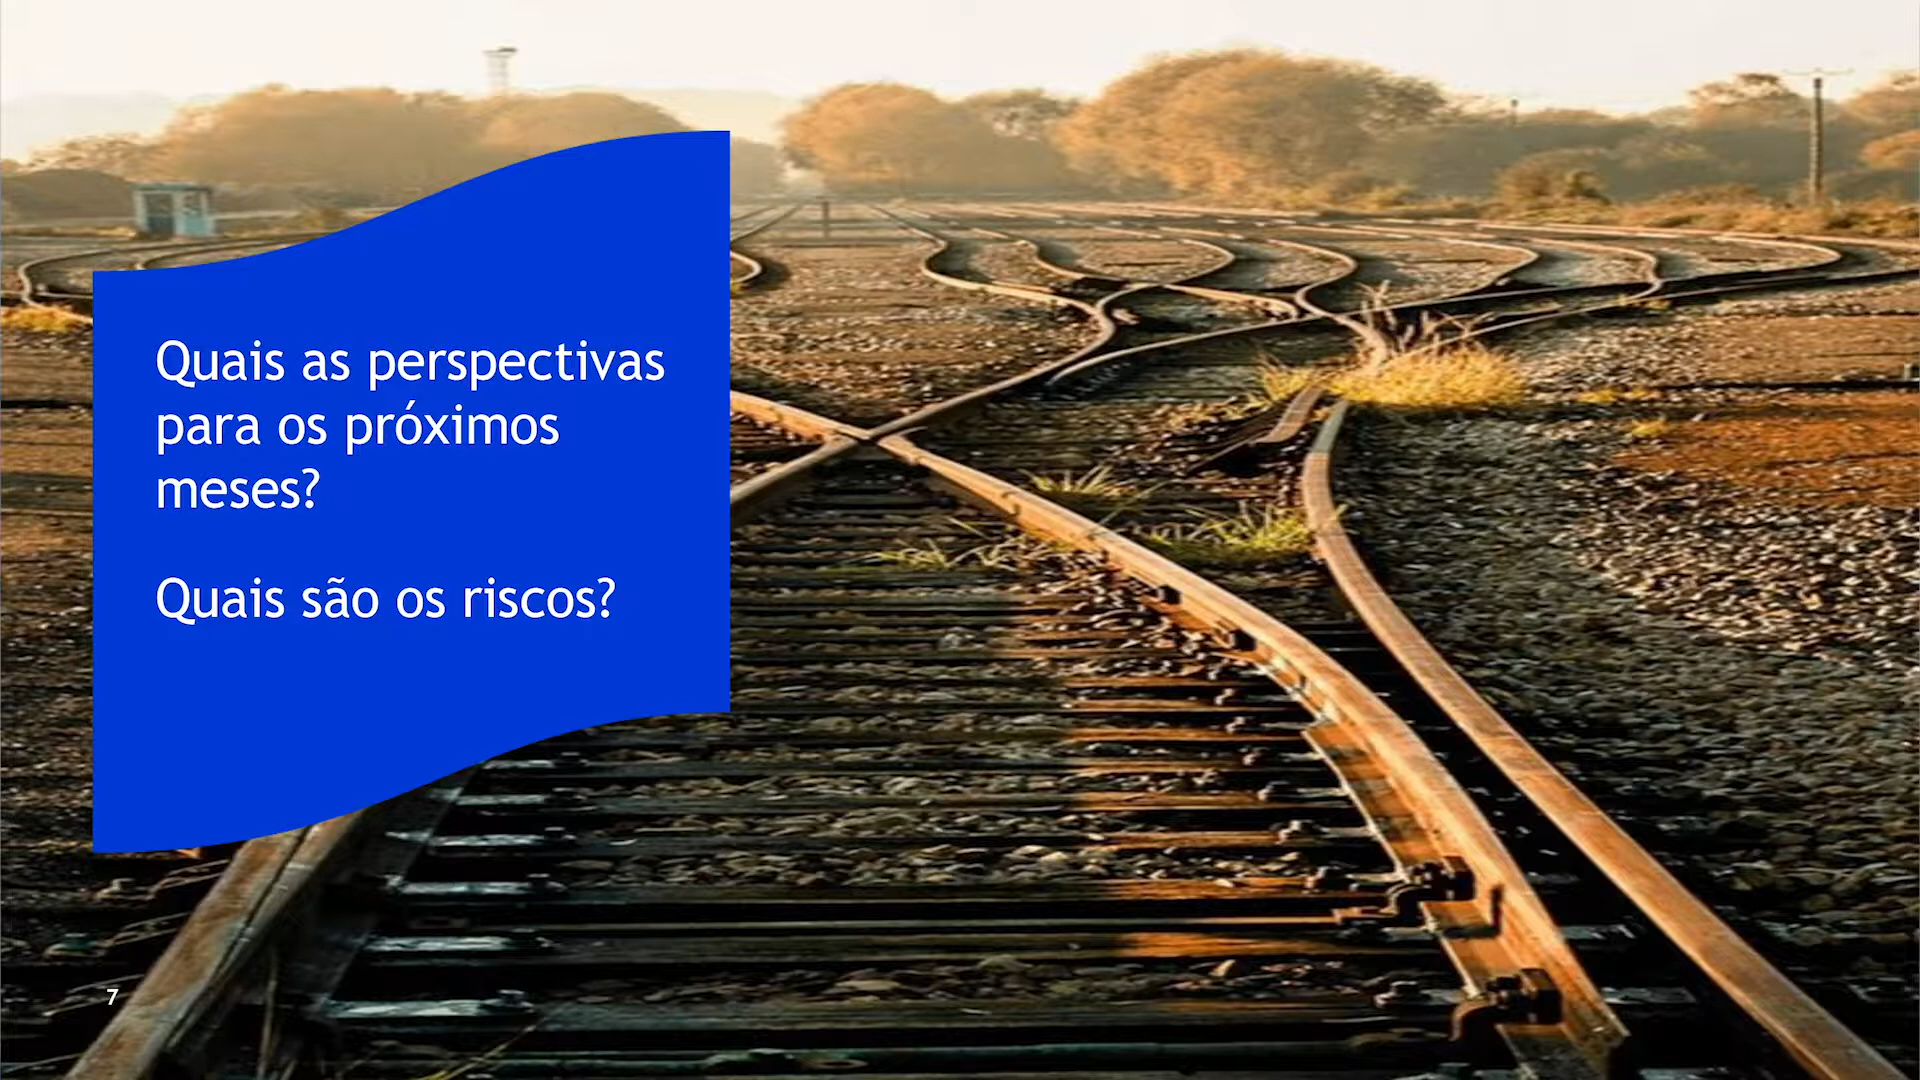 Quais as perspectivas
para os próximos
meses?
Quais são os riscos?
7